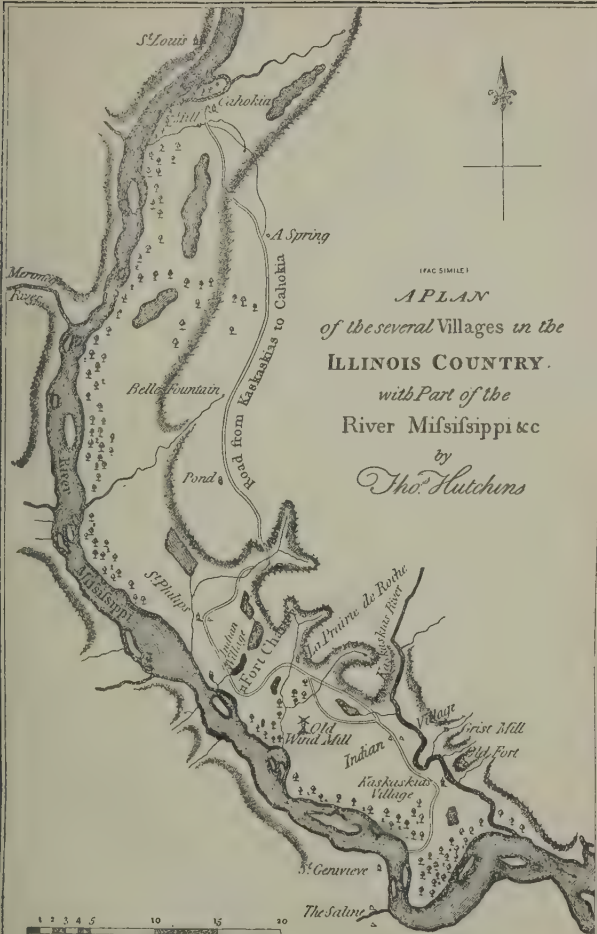 St Louis
Cahokia
Mill
A Spring
(FAC SIMILE)
A PLAN
of the several Villages in the
ILLINOIS COUNTRY.
with Part of the
River Miſsiſsippi &c
by
Thos. Hutchins
Road from Kaskaskias to Cahokia
Belle Fountain
Pond
River
Miſsiſsippi
St Philips
Indian
Village
Fort
La Prairie de Roche
Kaskaskias River
Old
Wind Mill
Indian
Village
Grist Mill
Old Fort
Kaskaskias
Village
St Genivieve
The Saline
1 2 3 4 5 10 15 20